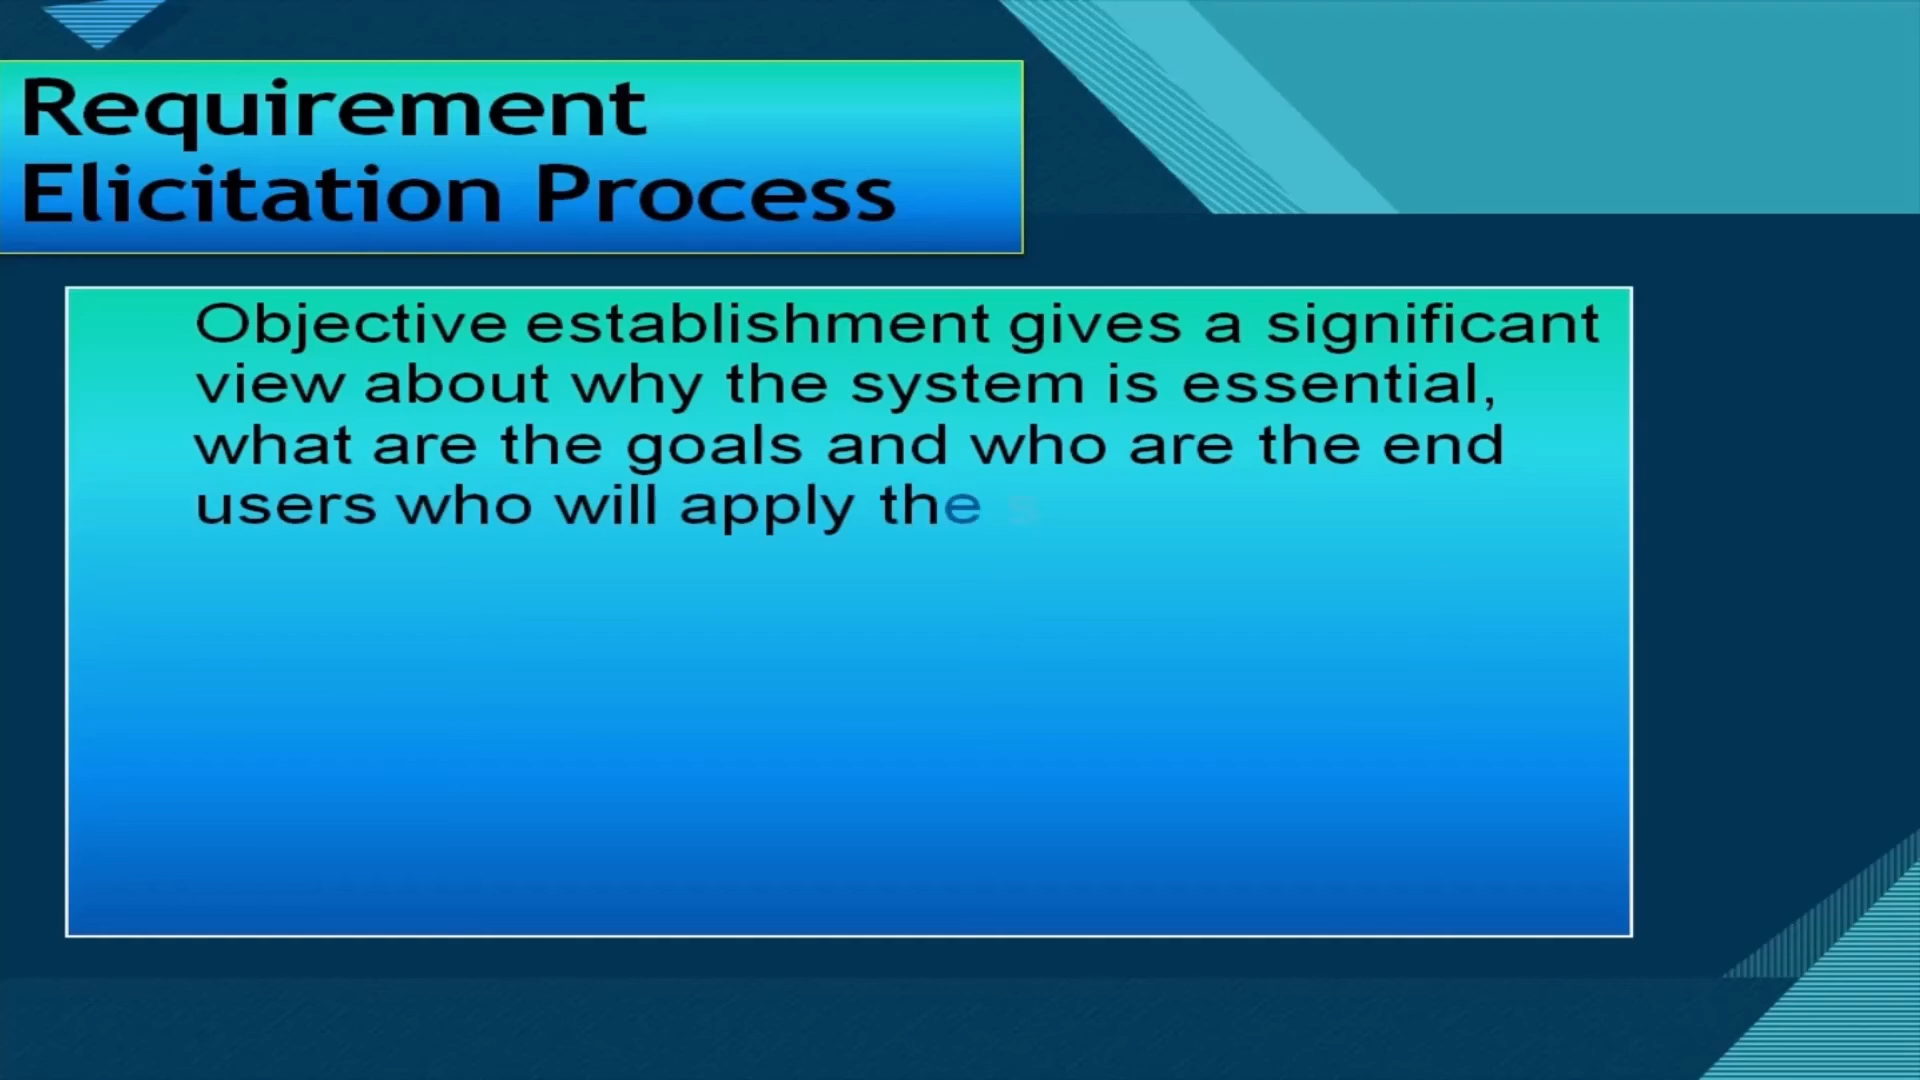 Requirement
Elicitation Process
Objective establishment gives a significant
view about why the system is essential,
what are the goals and who are the end
users who will apply the s